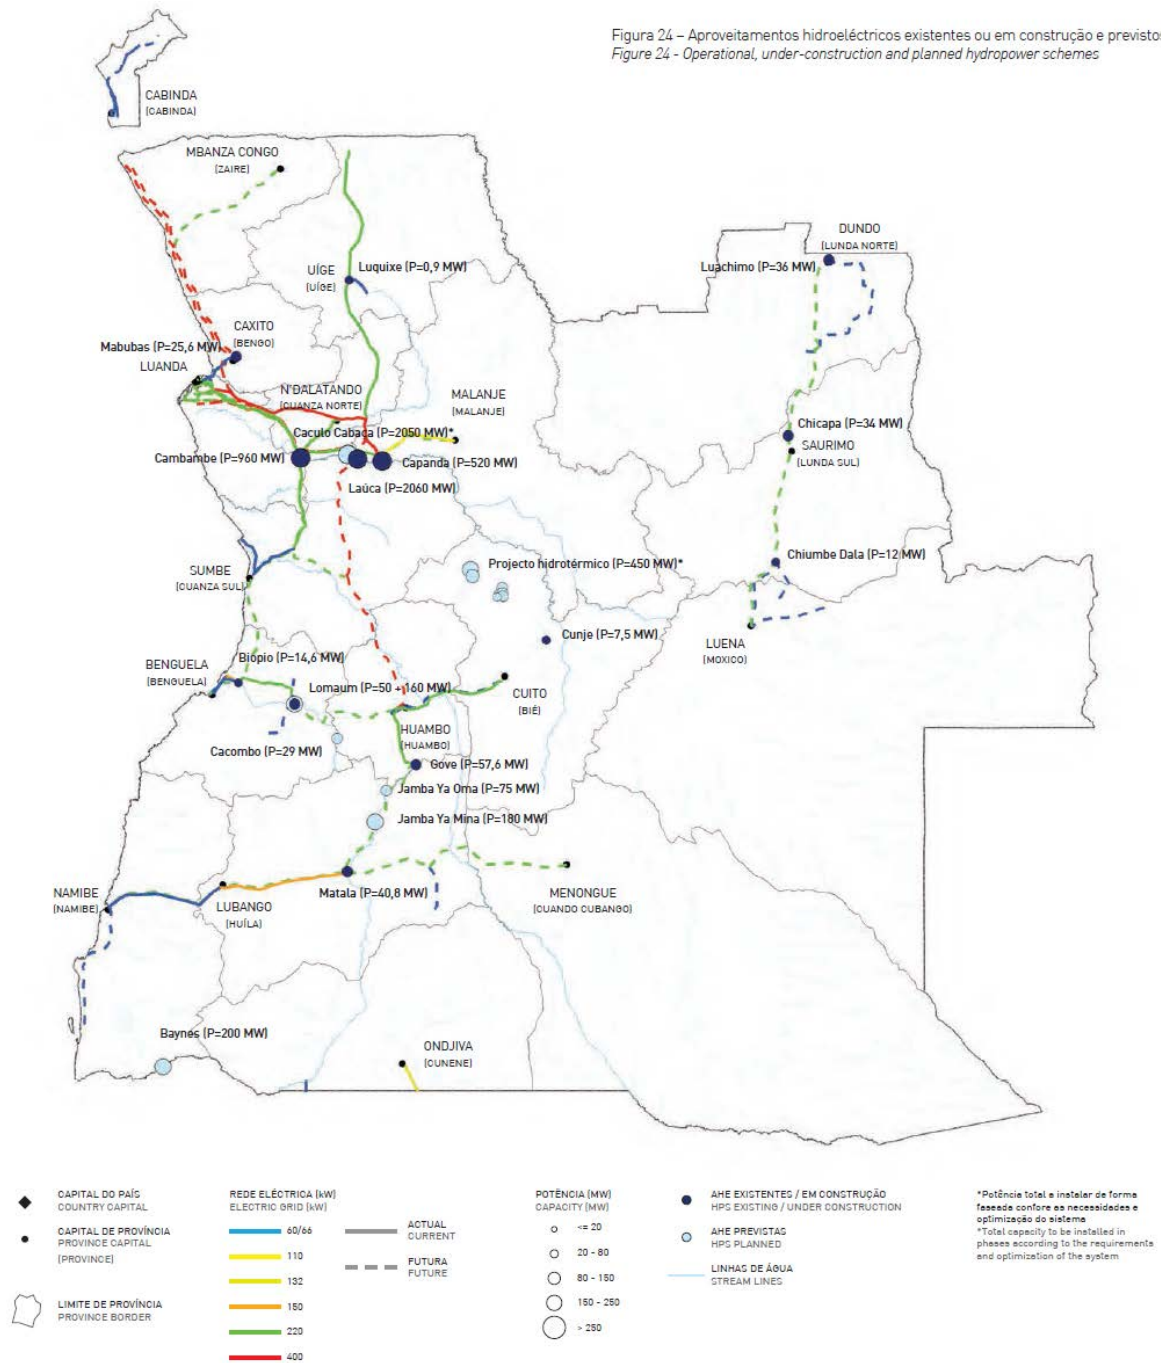 Figura 24 – Aproveitamentos hidroeléctricos existentes ou em construção e previsto
Figure 24 - Operational, under-construction and planned hydropower schemes
CABINDA
(CABINDA)
MBANZA CONGO
(ZAIRE)
DUNDO
(LUNDA NORTE)
Luachimo (P=36 MW)
UÍGE
(UÍGE)
Luquixe (P=0,9 MW)
CAXITO
(BENGO)
Mabubas (P=25,6 MW)
LUANDA
N'DALATANDO
(CUANZA NORTE)
MALANJE
(MALANJE)
Caculo Cabaça (P=2050 MW)*
Chicapa (P=34 MW)
SAURIMO
(LUNDA SUL)
Cambambe (P=960 MW)
Capanda (P=520 MW)
Laúca (P=2060 MW)
Chiumbe Dala (P=12 MW)
Projecto hidrotérmico (P=450 MW)*
SUMBE
(CUANZA SUL)
Cunje (P=7,5 MW)
LUENA
(MOXICO)
Biópio (P=14,6 MW)
BENGUELA
(BENGUELA)
Lomaum (P=50 - 160 MW)
CUITO
(BIÉ)
HUAMBO
(HUAMBO)
Cacombo (P=29 MW)
Gove (P=57,6 MW)
Jamba Ya Oma (P=75 MW)
Jamba Ya Mina (P=180 MW)
NAMIBE
(NAMIBE)
LUBANGO
(HUÍLA)
Matala (P=40,8 MW)
MENONGUE
(CUANDO CUBANGO)
Baynes (P=200 MW)
ONDJIVA
(CUNENE)
CAPITAL DO PAÍS
COUNTRY CAPITAL
CAPITAL DE PROVÍNCIA
PROVINCE CAPITAL
(PROVINCE)
LIMITE DE PROVÍNCIA
PROVINCE BORDER
REDE ELÉCTRICA (kW)
ELECTRIC GRID (kW)
60/66
110
132
150
220
400
ACTUAL
CURRENT
FUTURA
FUTURE
POTÊNCIA (MW)
CAPACITY (MW)
<= 20
20 - 80
80 - 150
150 - 250
> 250
AHE EXISTENTES / EM CONSTRUÇÃO
HPS EXISTING / UNDER CONSTRUCTION
AHE PREVISTAS
HPS PLANNED
LINHAS DE ÁGUA
STREAM LINES
*Potência total a instalar de forma
faseada confore as necessidades e
optimização do sistema
*Total capacity to be installed in
phases according to the requirements
and optimization of the system